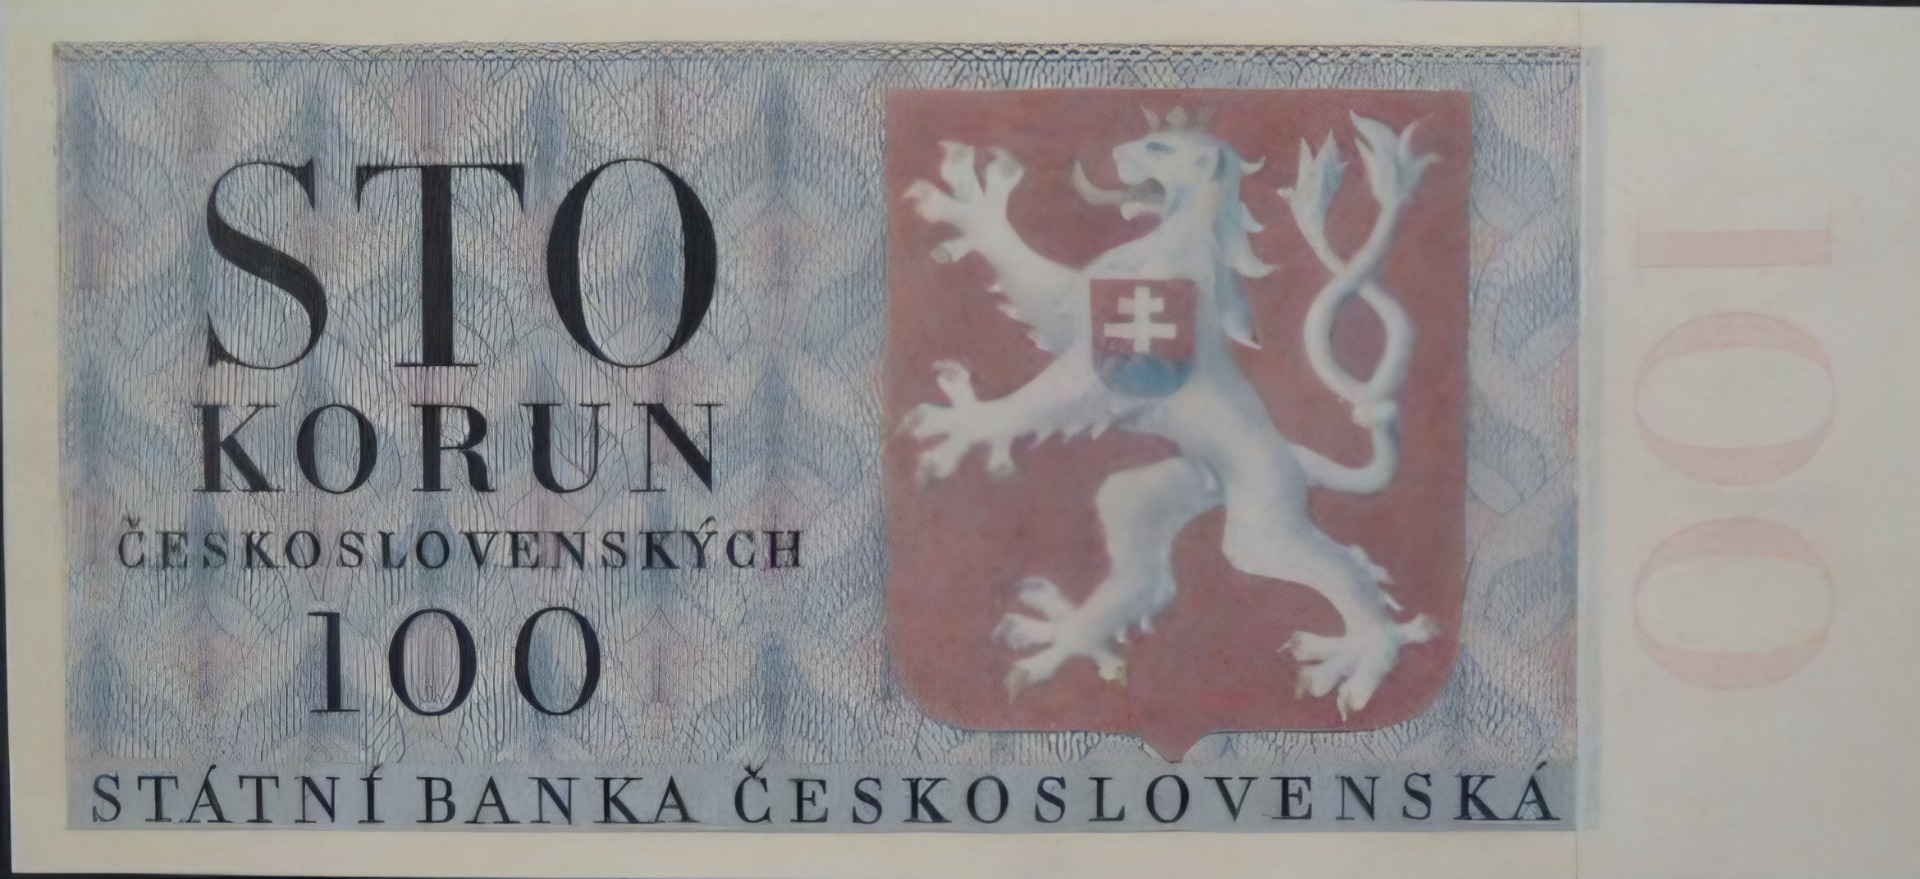 STO
KORUN
ČESKOSLOVENSKÝCH
100
STÁTNÍ BANKA ČESKOSLOVENSKÁ
100